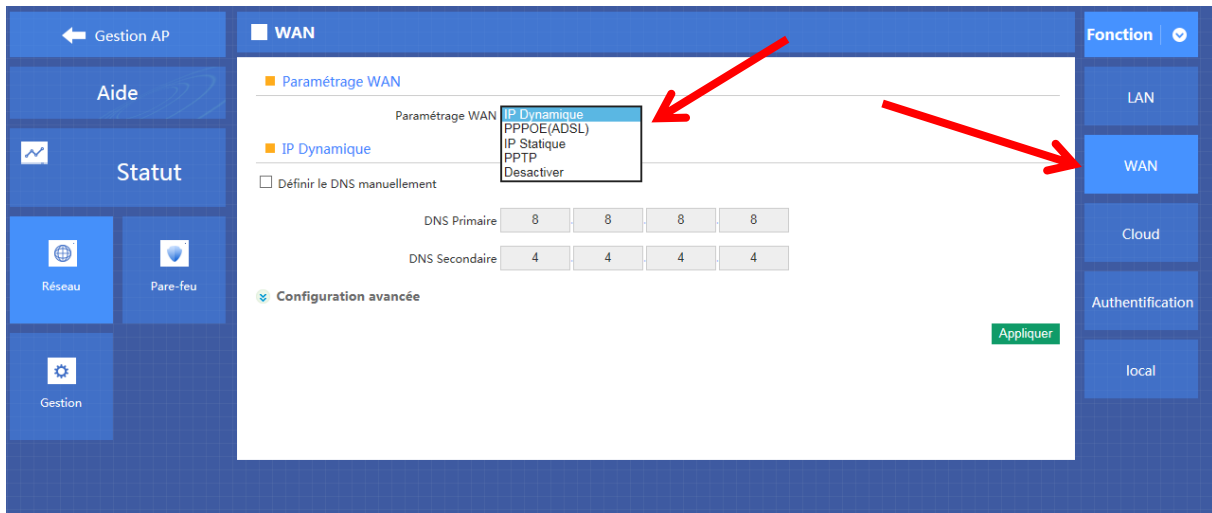 Gestion AP
WAN
Fonction
Aide
Statut
Réseau
Pare-feu
Gestion
Paramétrage WAN
Paramétrage WAN
IP Dynamique
PPPOE(ADSL)
IP Statique
PPTP
Desactiver
IP Dynamique
Définir le DNS manuellement
DNS Primaire 8 . 8 . 8 . 8
DNS Secondaire 4 . 4 . 4 . 4
Configuration avancée
Appliquer
LAN
WAN
Cloud
Authentification
local